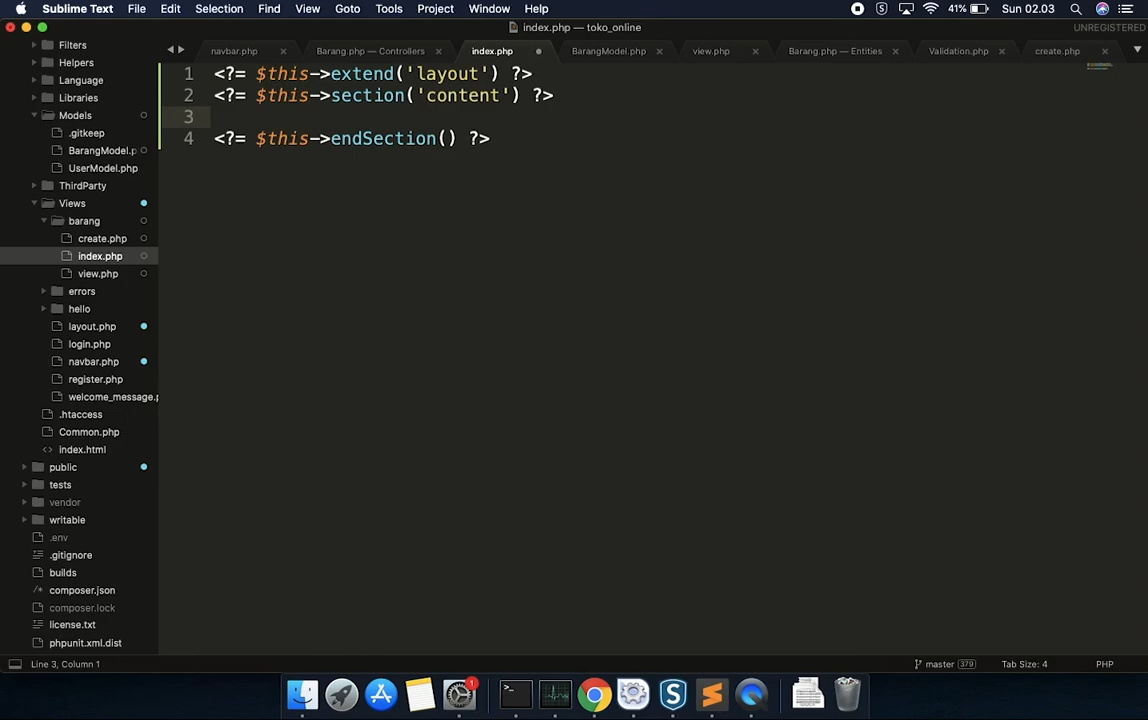 Sublime Text File Edit Selection Find View Goto Tools Project Window Help 41% Sun 02.03
index.php — toko_online UNREGISTERED
navbar.php Barang.php — Controllers index.php BarangModel.php view.php Barang.php — Entities Validation.php create.php
Filters
Helpers
Language
Libraries
Models
.gitkeep
BarangModel.p
UserModel.php
ThirdParty
Views
barang
create.php
index.php
view.php
errors
hello
layout.php
login.php
navbar.php
register.php
welcome_message.p
.htaccess
Common.php
<> index.html
public
tests
vendor
writable
.env
.gitignore
builds
/* composer.json
composer.lock
license.txt
phpunit.xml.dist
1 <?= $this->extend('layout') ?>
2 <?= $this->section('content') ?>
3
4 <?= $this->endSection() ?>
Line 3, Column 1 master 379 Tab Size: 4 PHP
1